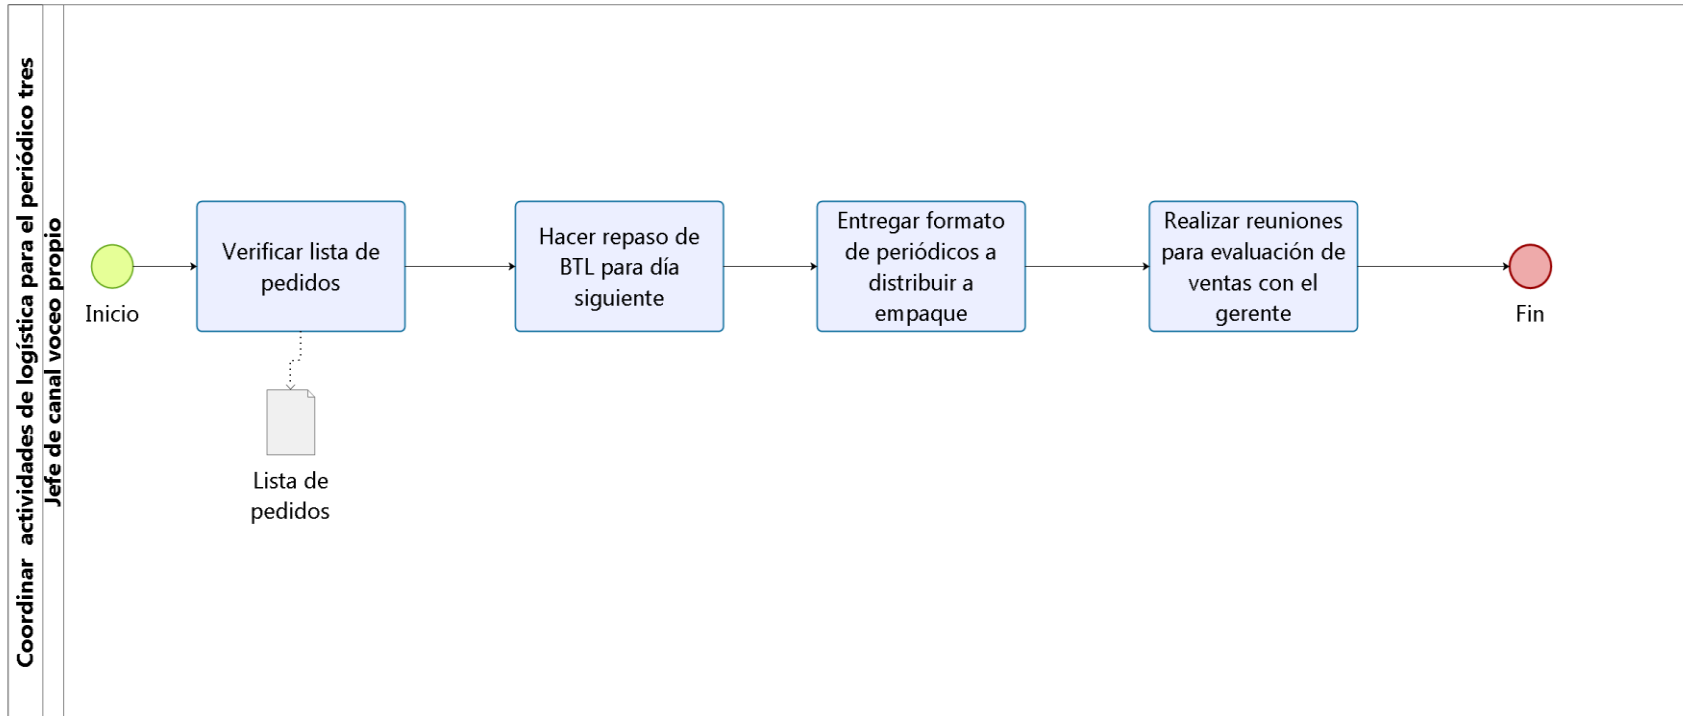 Coordinar  actividades de logística para el periódico tres
Jefe de canal voceo propio
Inicio
Verificar lista de
pedidos
Lista de
pedidos
Hacer repaso de
BTL para día
siguiente
Entregar formato
de periódicos a
distribuir a
empaque
Realizar reuniones
para evaluación de
ventas con el
gerente
Fin